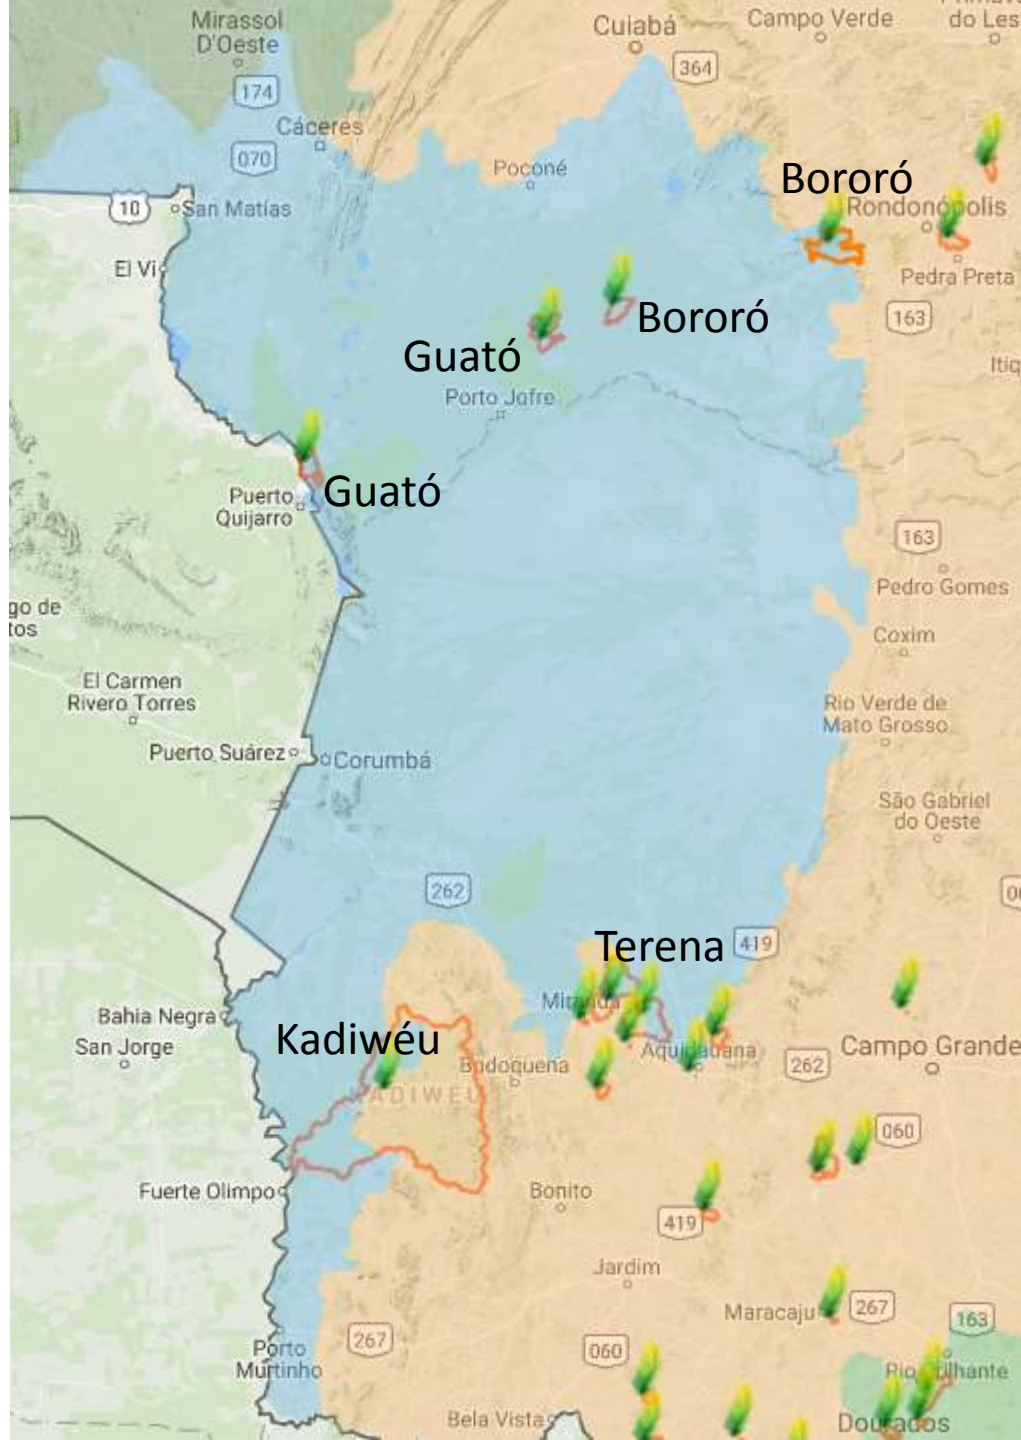 Mirassol
D'Oeste
Cuiabá
Campo Verde
do Les
364
174
Cáceres
070
Poconé
Bororó
Rondonópolis
10
San Matías
El Vi
Pedra Preta
163
Bororó
Guató
Itiq
Porto Jofre
Guató
Puerto
Quijarro
163
Pedro Gomes
go de
tos
Coxim
El Carmen
Rivero Torres
Rio Verde de
Mato Grosso
Puerto Suárez
Corumbá
São Gabriel
do Oeste
262
Terena
419
Miranda
Bahia Negra
San Jorge
Kadiwéu
Bodoquena
Aquidauana
Campo Grande
262
KADIWEU
060
Fuerte Olimpo
Bonito
419
Jardim
Maracaju
267
163
267
060
Porto
Murtinho
Rio Brilhante
Bela Vista
Dourados